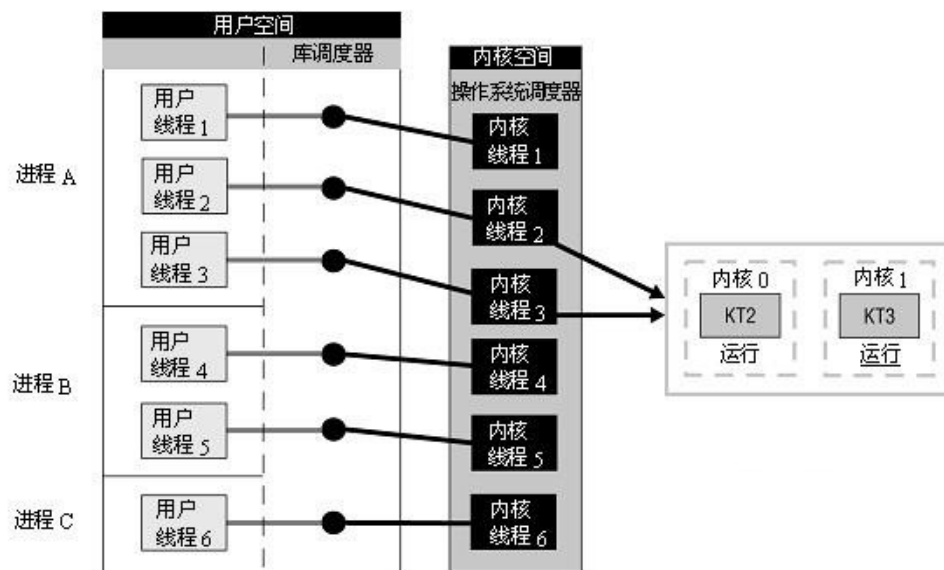 用户空间
库调度器
内核空间
操作系统调度器
进程A
用户
线程1
用户
线程2
用户
线程3
进程B
用户
线程4
用户
线程5
进程C
用户
线程6
内核
线程1
内核
线程2
内核
线程3
内核
线程4
内核
线程5
内核
线程6
内核0
KT2
运行
内核1
KT3
运行